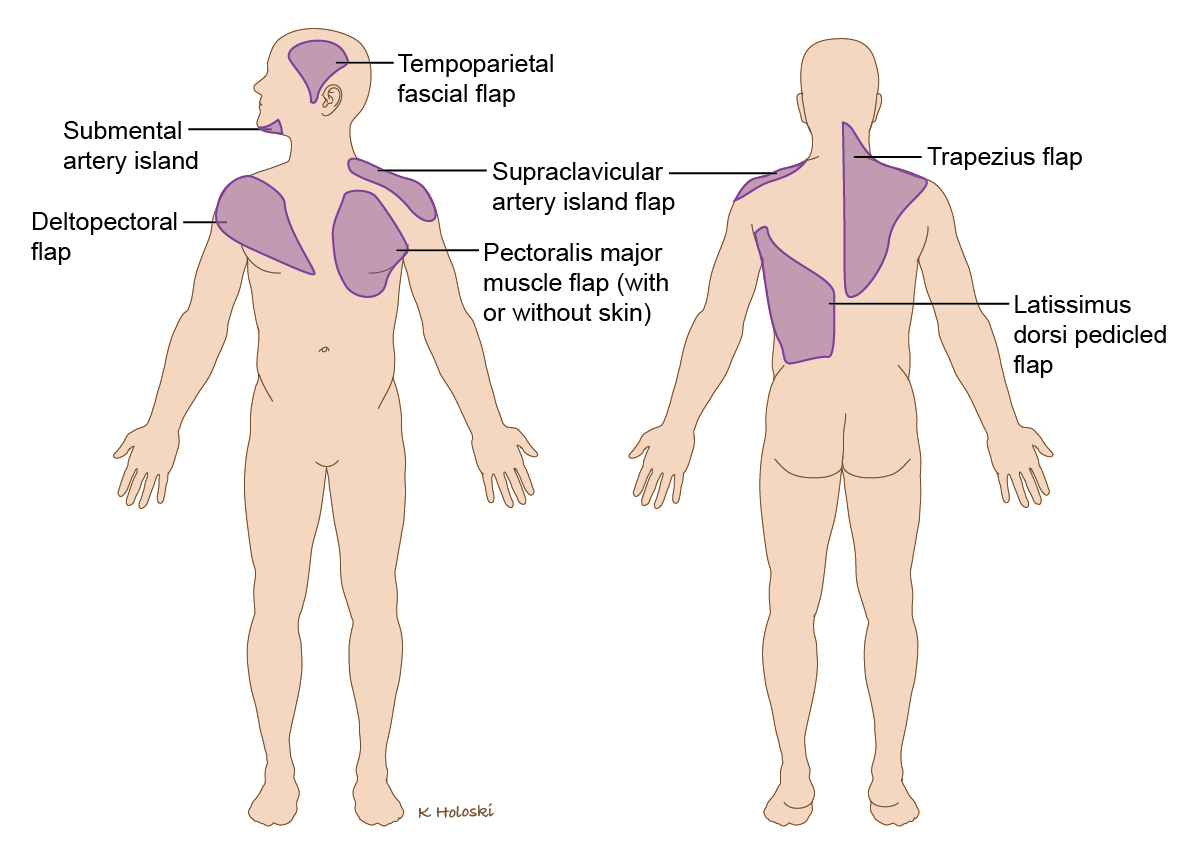 Tempoparietal
fascial flap
Submental
artery island
Supraclavicular
artery island flap
Trapezius flap
Deltopectoral
flap
Pectoralis major
muscle flap (with
or without skin)
Latissimus
dorsi pedicled
flap
K Holoski